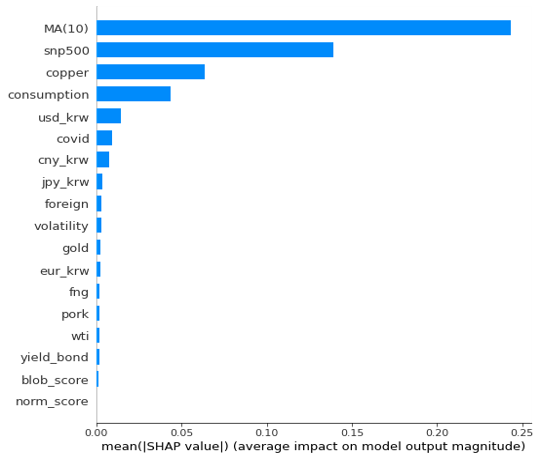 MA(10)
snp500
copper
consumption
usd_krw
covid
cny_krw
jpy_krw
foreign
volatility
gold
eur_krw
fng
pork
wti
yield_bond
blob_score
norm_score
0.00 0.05 0.10 0.15 0.20 0.25
mean(|SHAP value|) (average impact on model output magnitude)